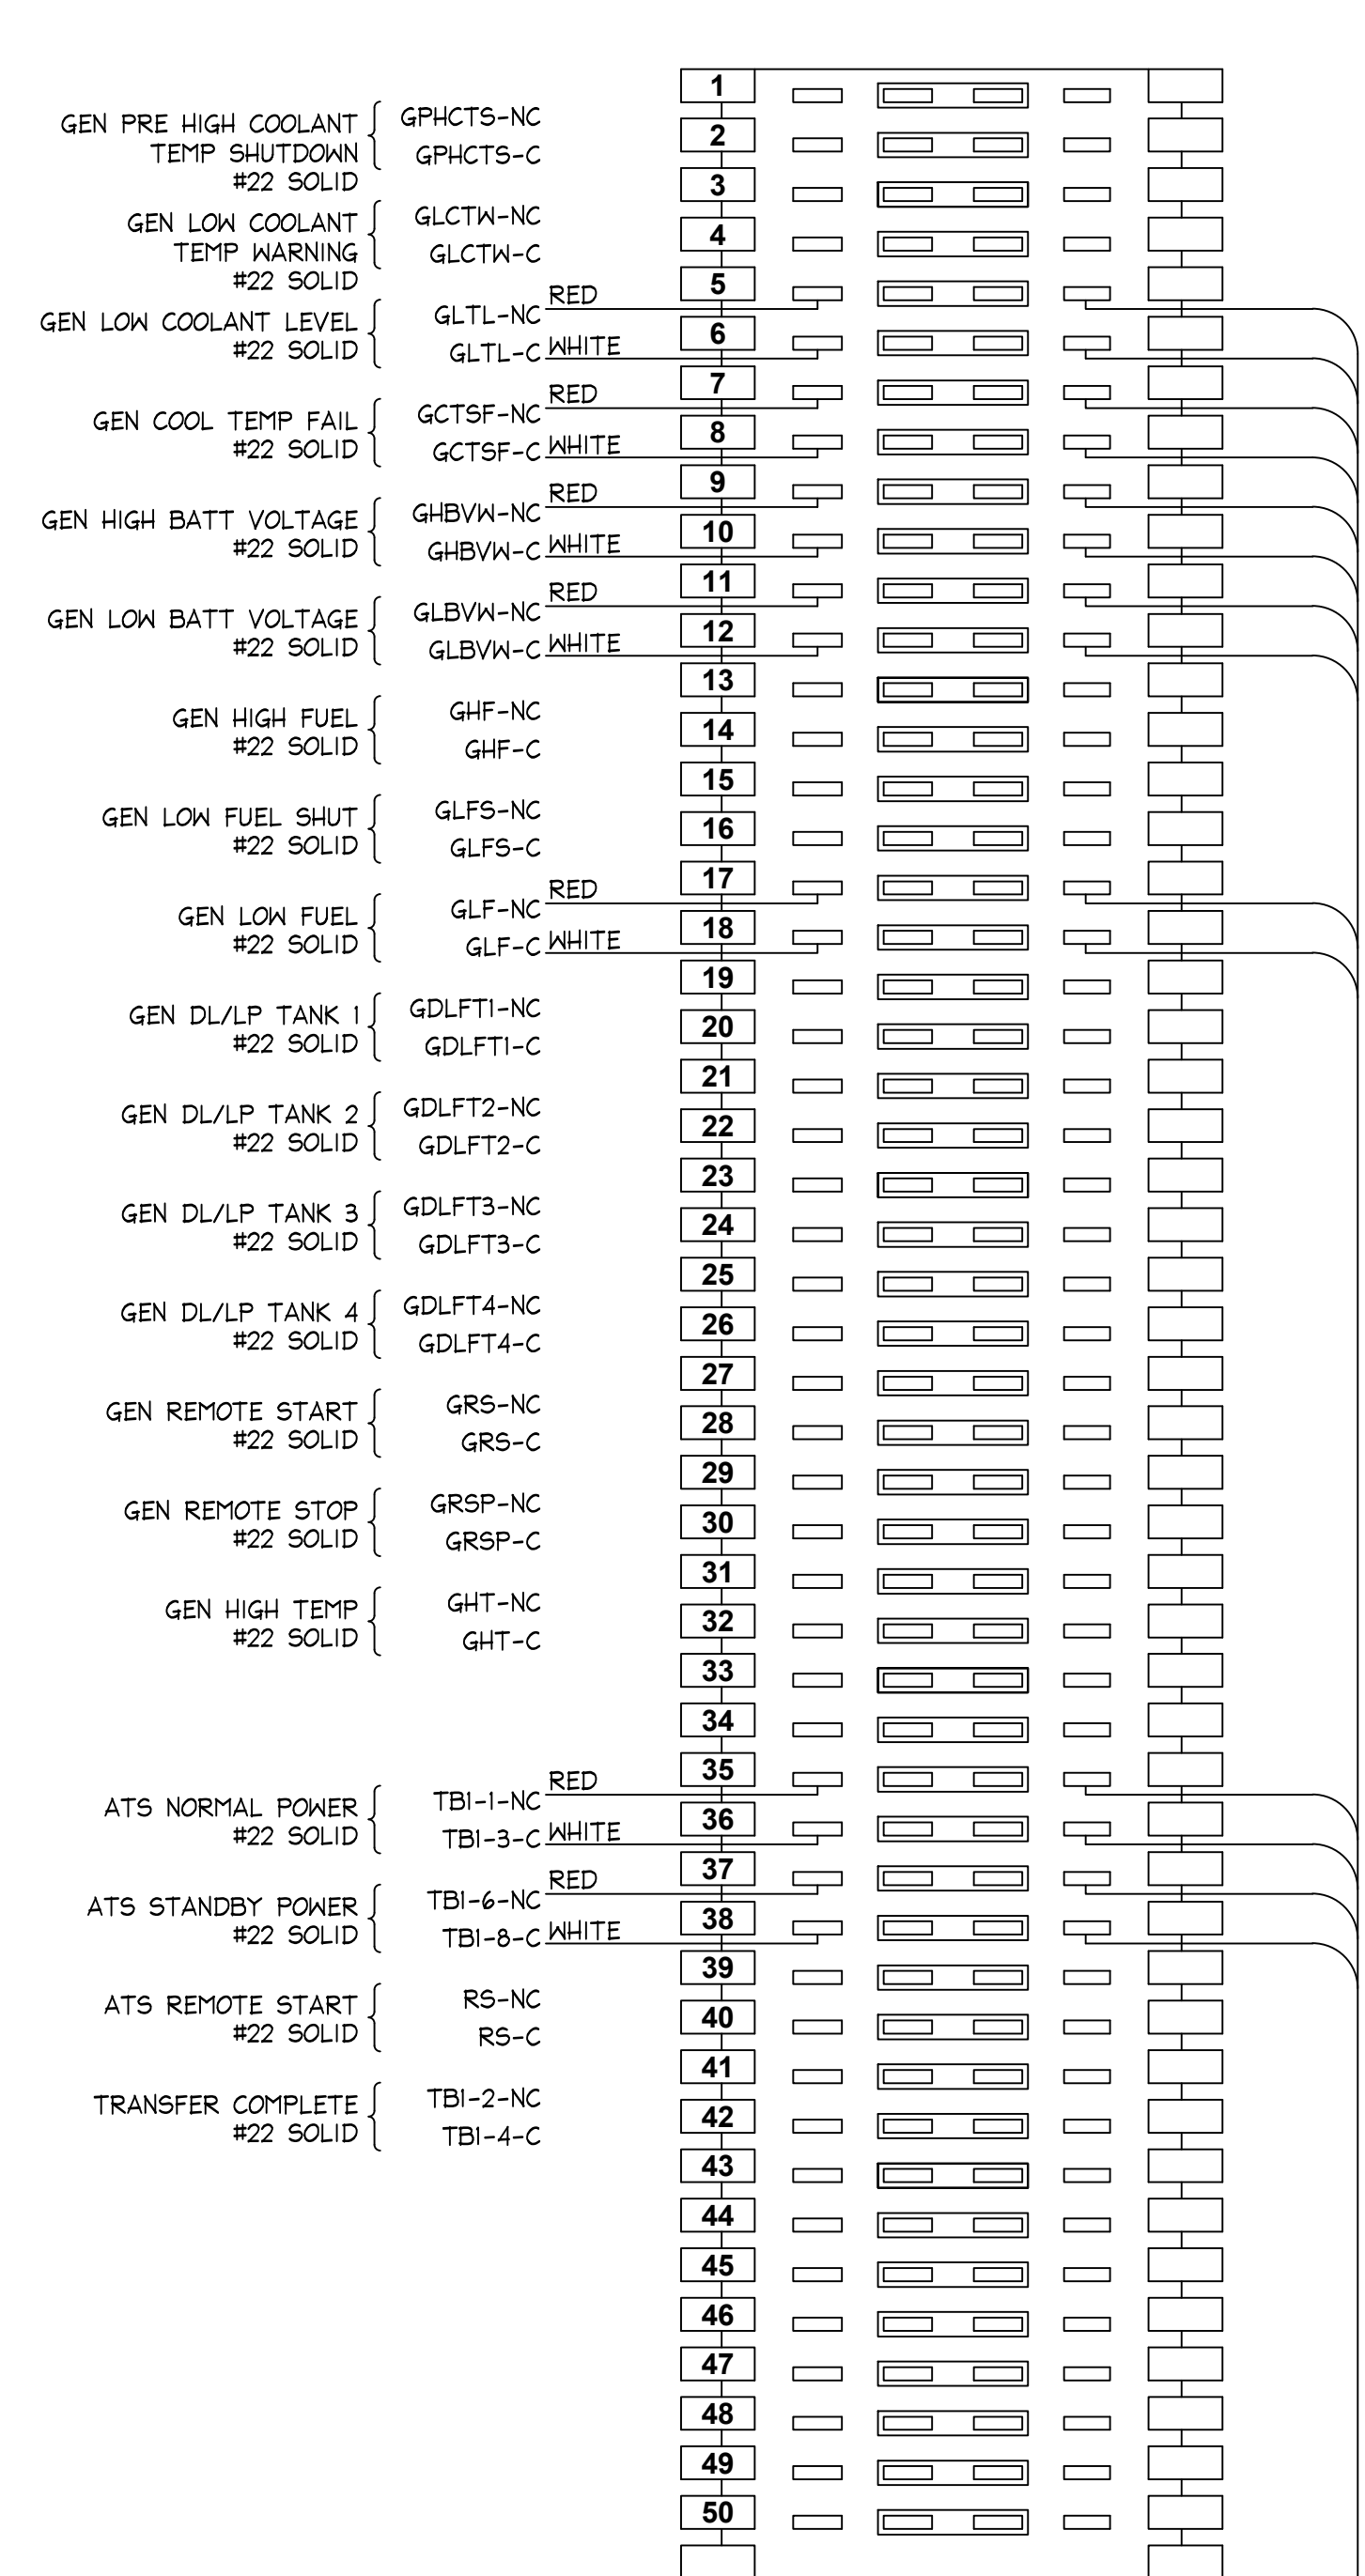 1
GEN PRE HIGH COOLANT GPHCTS-NC
2
TEMP SHUTDOWN GPHCTS-C
#22 SOLID
3
GEN LOW COOLANT GLCTW-NC
4
TEMP WARNING GLCTW-C
#22 SOLID
5
RED
GEN LOW COOLANT LEVEL GLTL-NC
6
#22 SOLID GLTL-C WHITE
7
RED
GEN COOL TEMP FAIL GCTSF-NC
8
#22 SOLID GCTSF-C WHITE
9
RED
GEN HIGH BATT VOLTAGE GHBVW-NC
10
#22 SOLID GHBVW-C WHITE
11
RED
GEN LOW BATT VOLTAGE GLBVW-NC
12
#22 SOLID GLBVW-C WHITE
13
GEN HIGH FUEL GHF-NC
14
#22 SOLID GHF-C
15
GEN LOW FUEL SHUT GLFS-NC
16
#22 SOLID GLFS-C
17
RED
GEN LOW FUEL GLF-NC
18
#22 SOLID GLF-C WHITE
19
GEN DL/LP TANK 1 GDLFT1-NC
20
#22 SOLID GDLFT1-C
21
GEN DL/LP TANK 2 GDLFT2-NC
22
#22 SOLID GDLFT2-C
23
GEN DL/LP TANK 3 GDLFT3-NC
24
#22 SOLID GDLFT3-C
25
GEN DL/LP TANK 4 GDLFT4-NC
26
#22 SOLID GDLFT4-C
27
GEN REMOTE START GRS-NC
28
#22 SOLID GRS-C
29
GEN REMOTE STOP GRSP-NC
30
#22 SOLID GRSP-C
31
GEN HIGH TEMP GHT-NC
32
#22 SOLID GHT-C
33
34
35
RED
ATS NORMAL POWER TB1-1-NC
36
#22 SOLID TB1-3-C WHITE
37
RED
ATS STANDBY POWER TB1-6-NC
38
#22 SOLID TB1-8-C WHITE
39
ATS REMOTE START RS-NC
40
#22 SOLID RS-C
41
TRANSFER COMPLETE TB1-2-NC
42
#22 SOLID TB1-4-C
43
44
45
46
47
48
49
50